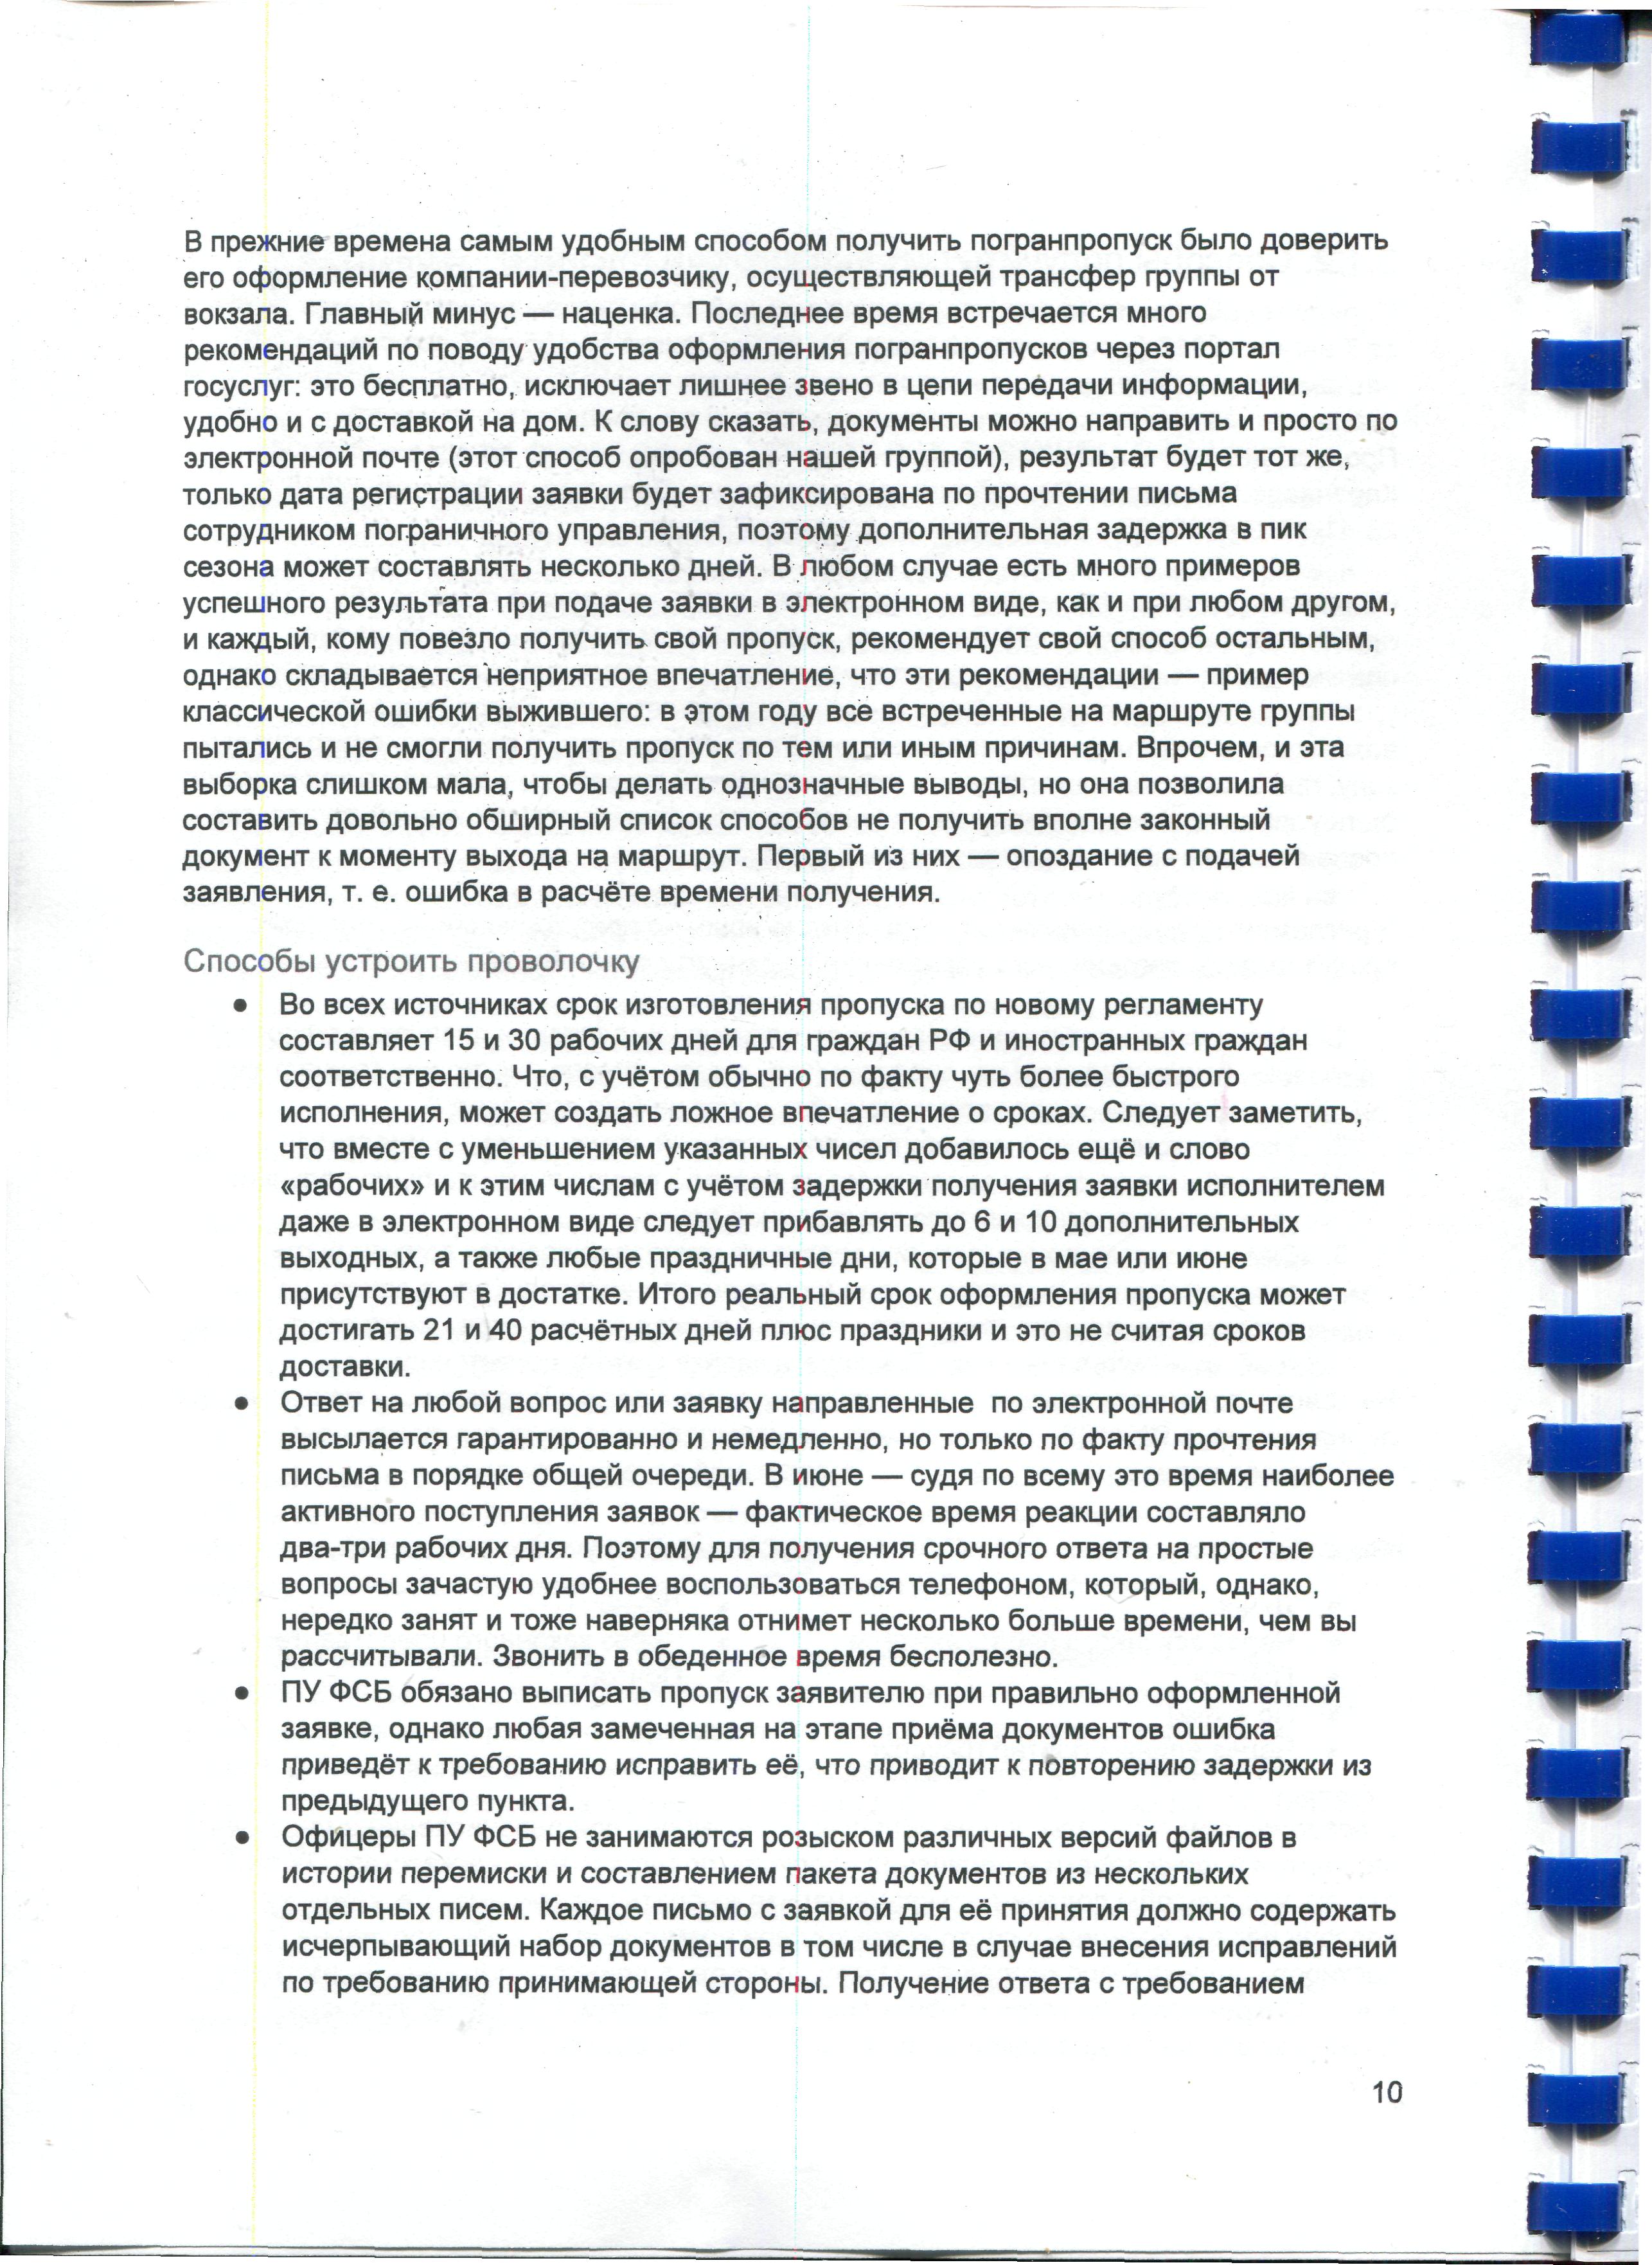 В прежние времена самым удобным способом получить погранпропуск было доверить
его оформление компании-перевозчику, осуществляющей трансфер группы от
вокзала. Главный минус — наценка. Последнее время встречается много
рекомендаций по поводу удобства оформления погранпропусков через портал
госуслуг: это бесплатно, исключает лишнее звено в цепи передачи информации,
удобно и с доставкой на дом. К слову сказать, документы можно направить и просто по
электронной почте (этот способ опробован нашей группой), результат будет тот же,
только дата регистрации заявки будет зафиксирована по прочтении письма
сотрудником пограничного управления, поэтому дополнительная задержка в пик
сезона может составлять несколько дней. В любом случае есть много примеров
успешного результата при подаче заявки в электронном виде, как и при любом другом,
и каждый, кому повезло получить свой пропуск, рекомендует свой способ остальным,
однако складывается неприятное впечатление, что эти рекомендации — пример
классической ошибки выжившего: в этом году все встреченные на маршруте группы
пытались и не смогли получить пропуск по тем или иным причинам. Впрочем, и эта
выборка слишком мала, чтобы делать однозначные выводы, но она позволила
составить довольно обширный список способов не получить вполне законный
документ к моменту выхода на маршрут. Первый из них — опоздание с подачей
заявления, т. е. ошибка в расчёте времени получения.
Способы устроить проволочку
● Во всех источниках срок изготовления пропуска по новому регламенту
составляет 15 и 30 рабочих дней для граждан РФ и иностранных граждан
соответственно. Что, с учётом обычно по факту чуть более быстрого
исполнения, может создать ложное впечатление о сроках. Следует заметить,
что вместе с уменьшением указанных чисел добавилось ещё и слово
«рабочих» и к этим числам с учётом задержки получения заявки исполнителем
даже в электронном виде следует прибавлять до 6 и 10 дополнительных
выходных, а также любые праздничные дни, которые в мае или июне
присутствуют в достатке. Итого реальный срок оформления пропуска может
достигать 21 и 40 расчётных дней плюс праздники и это не считая сроков
доставки.
● Ответ на любой вопрос или заявку направленные  по электронной почте
высылается гарантированно и немедленно, но только по факту прочтения
письма в порядке общей очереди. В июне — судя по всему это время наиболее
активного поступления заявок — фактическое время реакции составляло
два-три рабочих дня. Поэтому для получения срочного ответа на простые
вопросы зачастую удобнее воспользоваться телефоном, который, однако,
нередко занят и тоже наверняка отнимет несколько больше времени, чем вы
рассчитывали. Звонить в обеденное время бесполезно.
● ПУ ФСБ обязано выписать пропуск заявителю при правильно оформленной
заявке, однако любая замеченная на этапе приёма документов ошибка
приведёт к требованию исправить её, что приводит к повторению задержки из
предыдущего пункта.
● Офицеры ПУ ФСБ не занимаются розыском различных версий файлов в
истории перемиски и составлением пакета документов из нескольких
отдельных писем. Каждое письмо с заявкой для её принятия должно содержать
исчерпывающий набор документов в том числе в случае внесения исправлений
по требованию принимающей стороны. Получение ответа с требованием
10